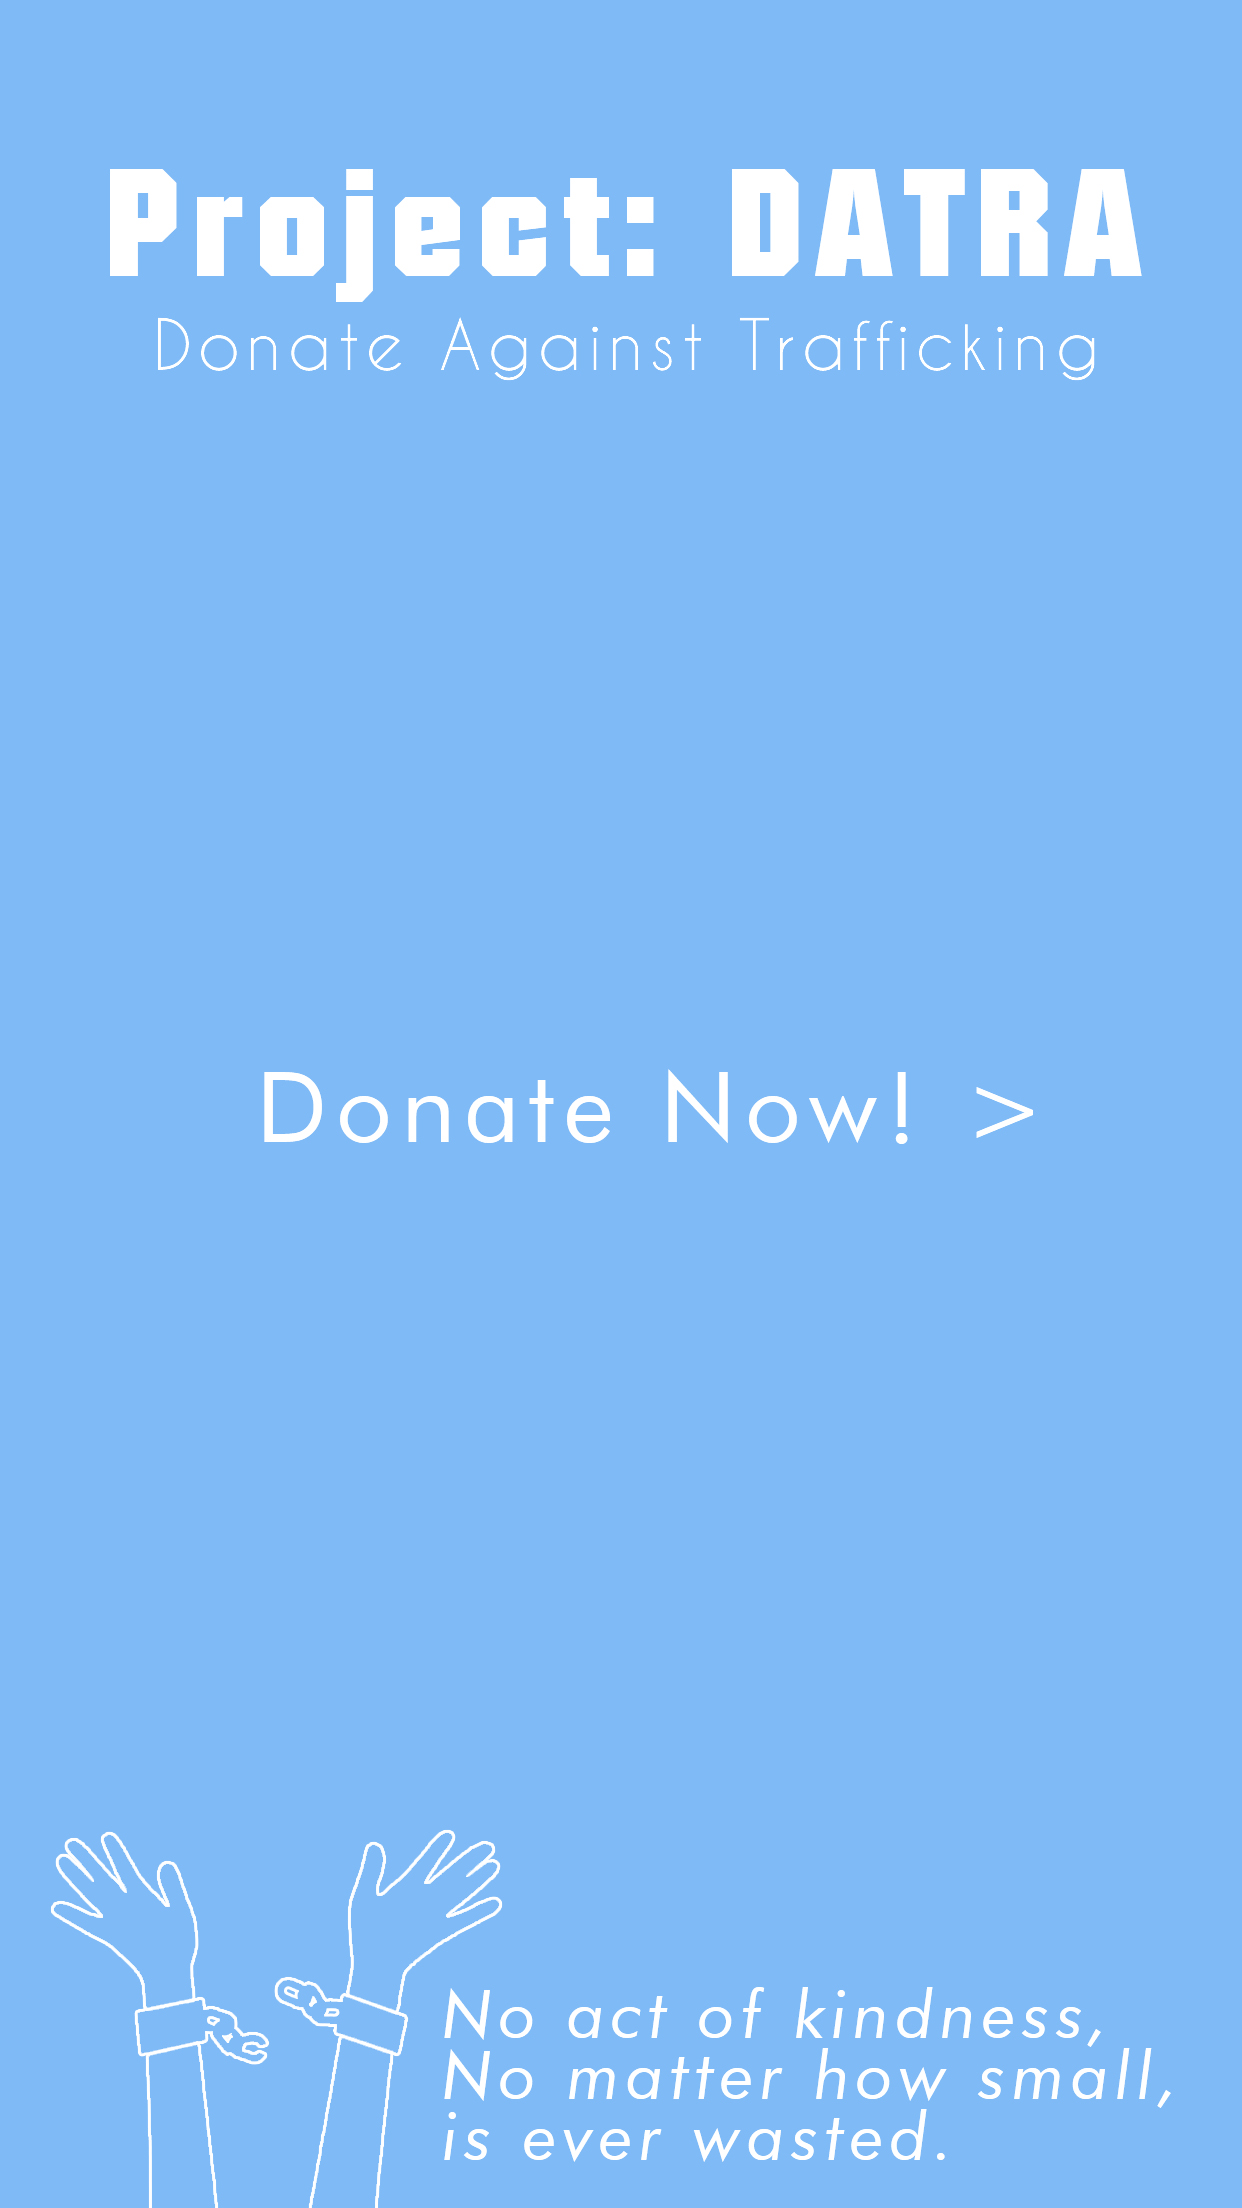 Project: DATRA
Donate Against Trafficking
Donate Now! >
No act of kindness,
No matter how small,
is ever wasted.